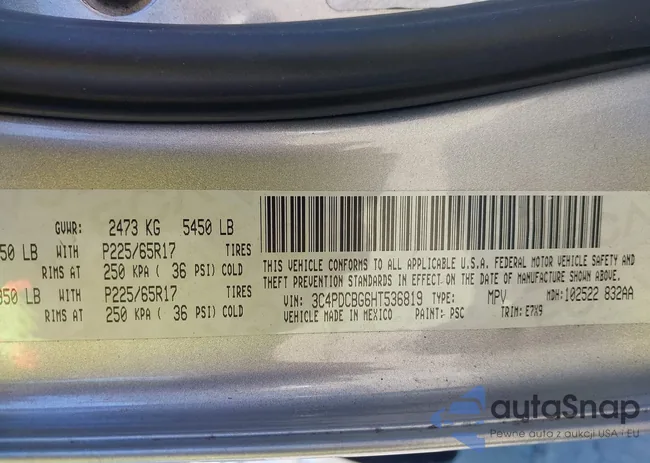 GVWR: 2473 KG 5450 LB
50 LB WITH P225/65R17 TIRES
RIMS AT 250 KPA ( 36 PSI) COLD
950 LB WITH P225/65R17 TIRES
RIMS AT 250 KPA ( 36 PSI) COLD
THIS VEHICLE CONFORMS TO ALL APPLICABLE U.S.A. FEDERAL MOTOR VEHICLE SAFETY AND
THEFT PREVENTION STANDARDS IN EFFECT ON THE DATE OF MANUFACTURE SHOWN ABOVE.
VIN: 3C4PDCBG6HT536819 TYPE: MPV MDH: 102522 832AA
VEHICLE MADE IN MEXICO PAINT: PSC TRIM: E7X9
autaSnap
Pewne auta z aukcji USA i EU